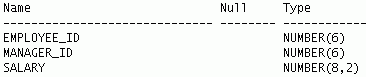 Name Null Type
------------------------------ -------- ------------
EMPLOYEE_ID NUMBER(6)
MANAGER_ID NUMBER(6)
SALARY NUMBER(8,2)